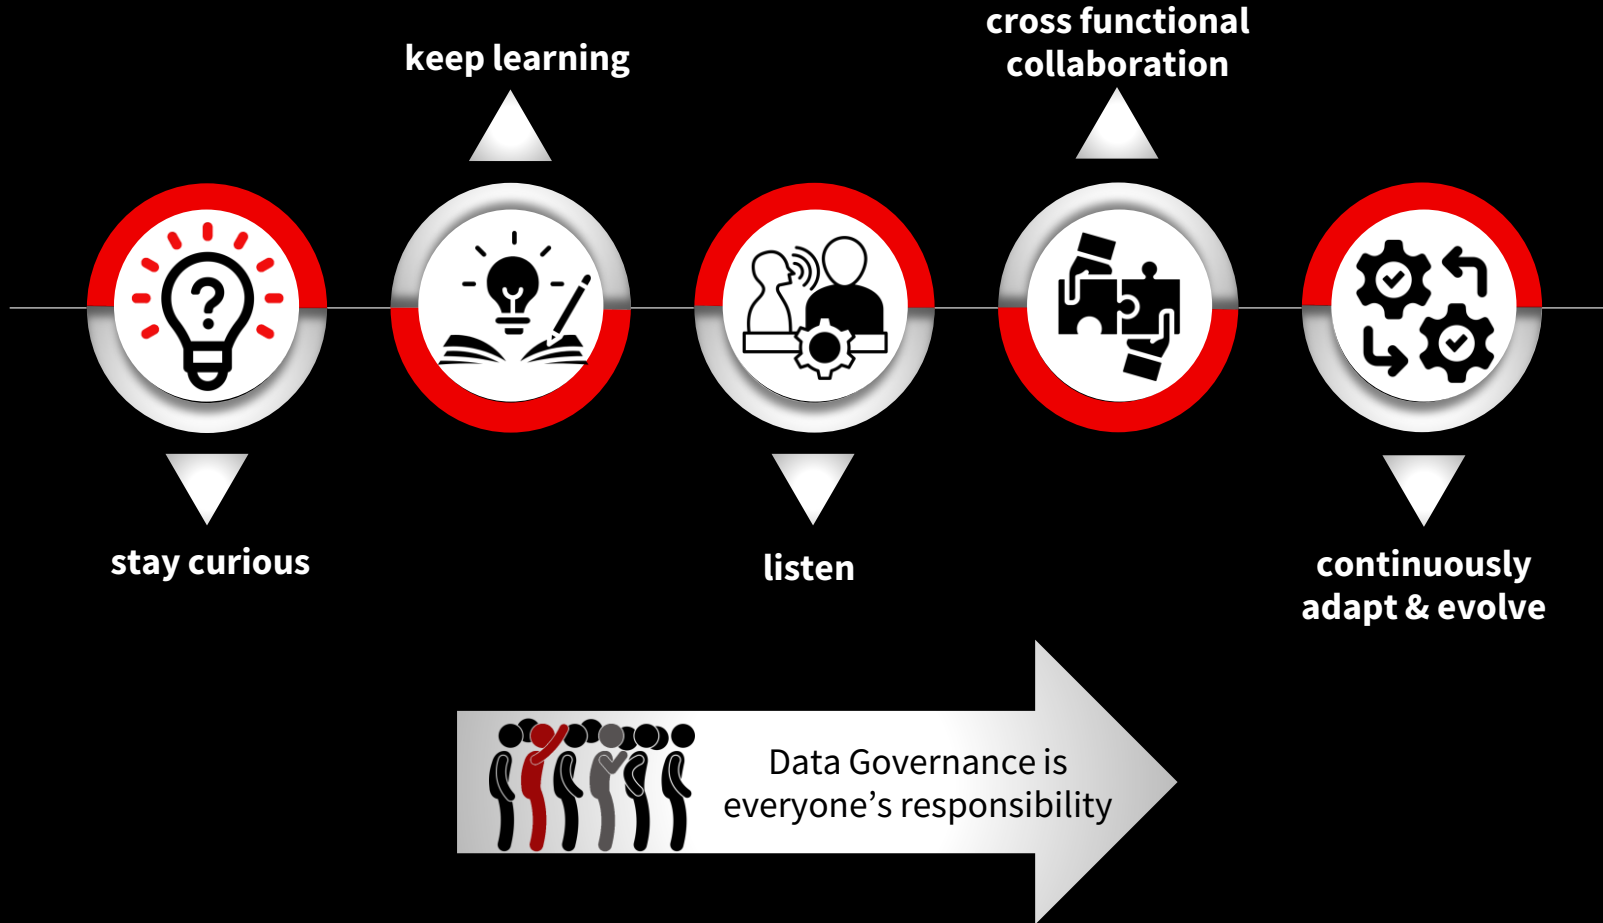 keep learning
cross functional
collaboration
?
stay curious
listen
continuously
adapt & evolve
Data Governance is
everyone’s responsibility